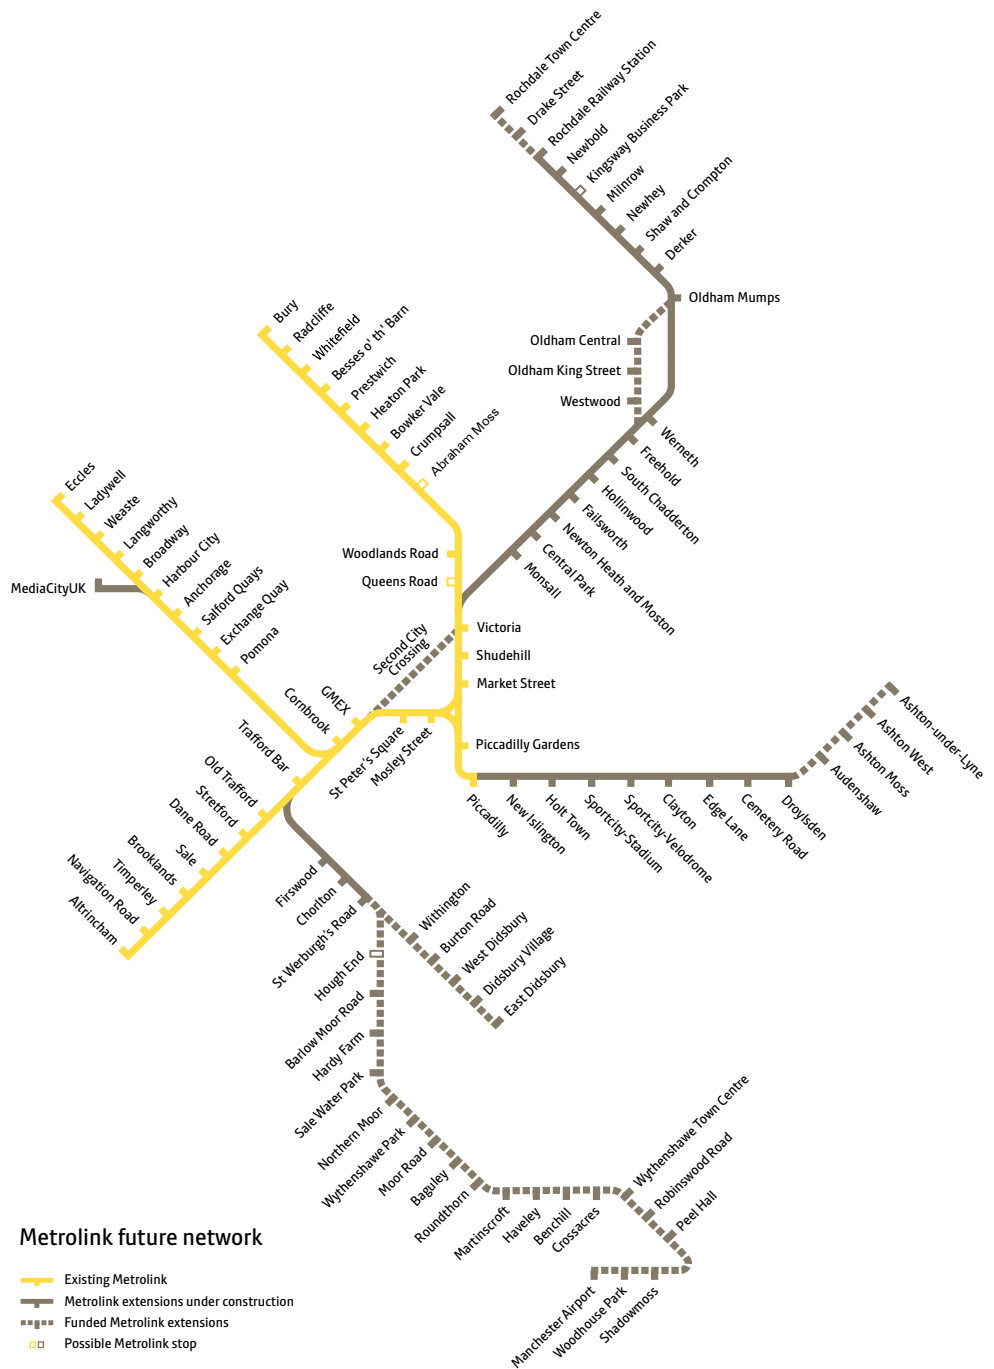 Rochdale Town Centre
Drake Street
Rochdale Railway Station
Newbold
Kingsway Business Park
Milnrow
Newhey
Shaw and Crompton
Derker
Oldham Mumps
Oldham Central
Oldham King Street
Westwood
Werneth
Freehold
South Chadderton
Hollinwood
Failsworth
Newton Heath and Moston
Central Park
Monsall
Bury
Radcliffe
Whitefield
Besses o' th' Barn
Prestwich
Heaton Park
Bowker Vale
Crumpsall
Abraham Moss
Woodlands Road
Queens Road
Victoria
Shudehill
Market Street
Piccadilly Gardens
Eccles
Ladywell
Weaste
Langworthy
Broadway
Harbour City
Anchorage
Salford Quays
Exchange Quay
Pomona
MediaCityUK
Second City
Crossing
GMEX
Cornbrook
St Peter's Square
Mosley Street
Trafford Bar
Old Trafford
Stretford
Dane Road
Sale
Brooklands
Timperley
Navigation Road
Altrincham
Piccadilly
New Islington
Holt Town
Sportcity-Stadium
Sportcity-Velodrome
Clayton
Edge Lane
Cemetery Road
Droylsden
Audenshaw
Ashton Moss
Ashton West
Ashton-under-Lyne
Firswood
Chorlton
St Werburgh's Road
Withington
Burton Road
West Didsbury
Didsbury Village
East Didsbury
Hough End
Barlow Moor Road
Hardy Farm
Sale Water Park
Northern Moor
Wythenshawe Park
Moor Road
Baguley
Roundthorn
Martinscroft
Haveley
Benchill
Crossacres
Wythenshawe Town Centre
Robinswood Road
Peel Hall
Shadowmoss
Woodhouse Park
Manchester Airport
Metrolink future network
Existing Metrolink
Metrolink extensions under construction
Funded Metrolink extensions
Possible Metrolink stop